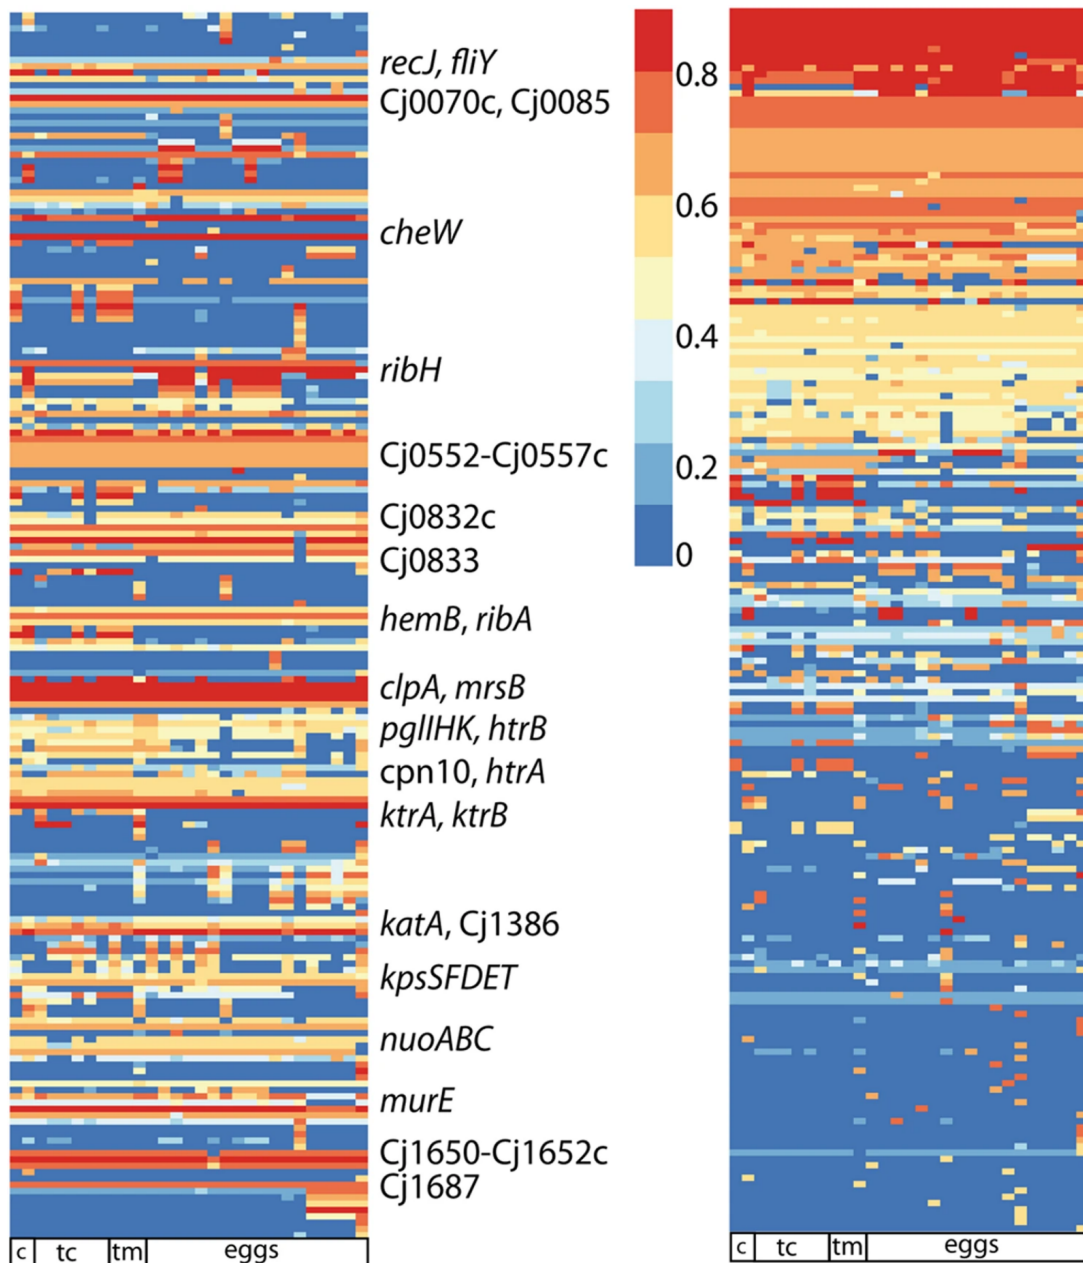 recJ, fliY
Cj0070c, Cj0085
cheW
ribH
Cj0552-Cj0557c
Cj0832c
Cj0833
hemB, ribA
clpA, mrsB
pglIHK, htrB
cpn10, htrA
ktrA, ktrB
katA, Cj1386
kpsSFDET
nuoABC
murE
Cj1650-Cj1652c
Cj1687
0.8
0.6
0.4
0.2
0
c tc tm eggs
c tc tm eggs